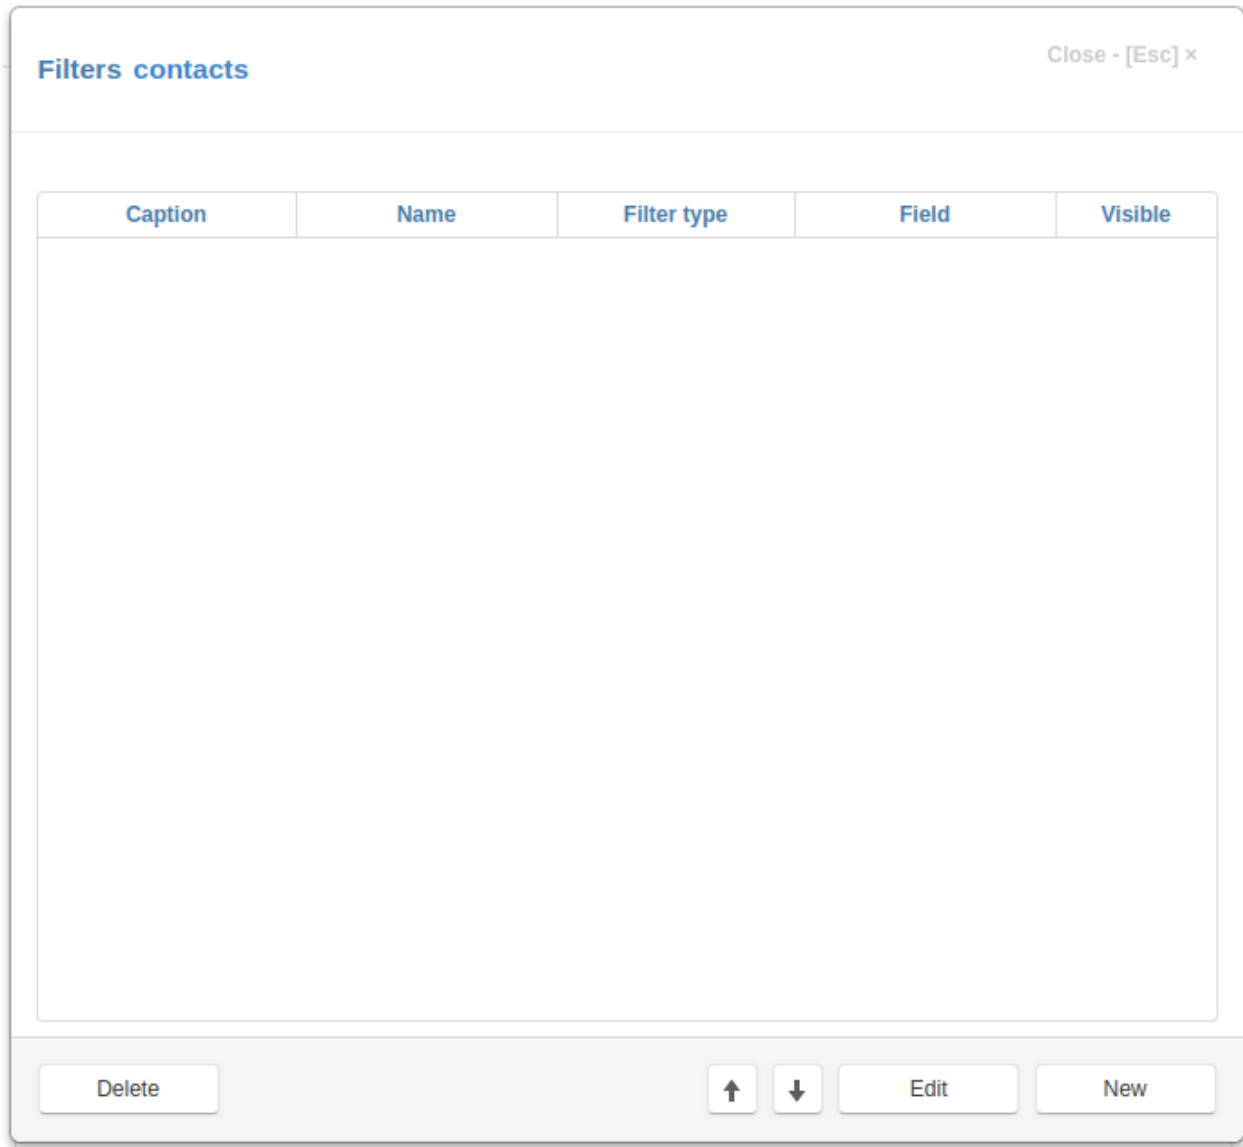 Filters contacts
Close - [Esc] ×
Caption Name Filter type Field Visible
Delete Edit New